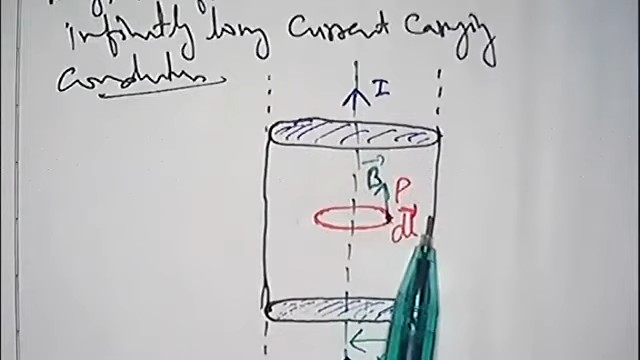 infinitely long current carrying
conductor
I
B
P
dl